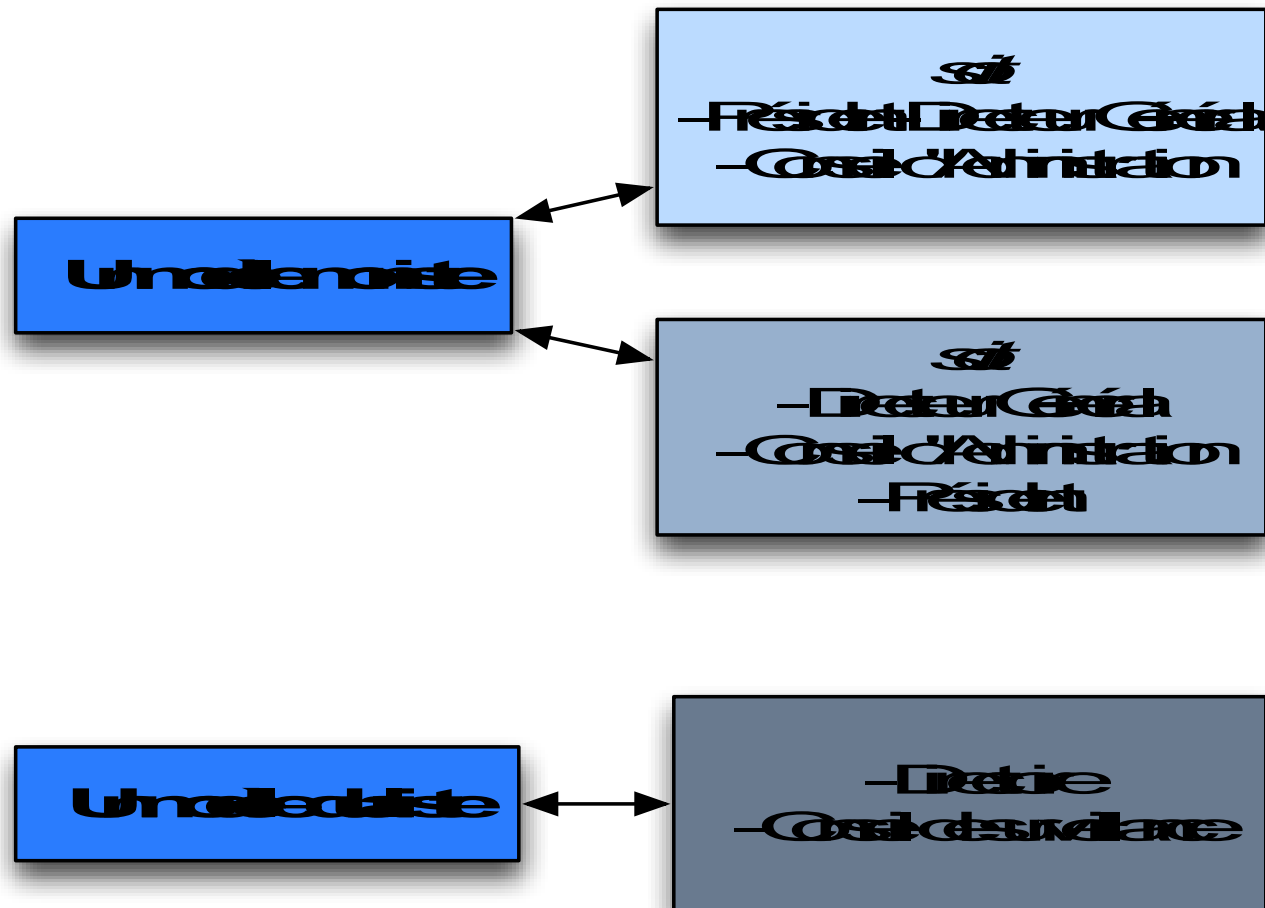 soit
–Président-Directeur Général
–Conseil d'Administration
Un modèle moniste
soit
–Directeur Général
–Conseil d'Administration
–Président
Un modèle dualiste
–Directoire
–Conseil de surveillance